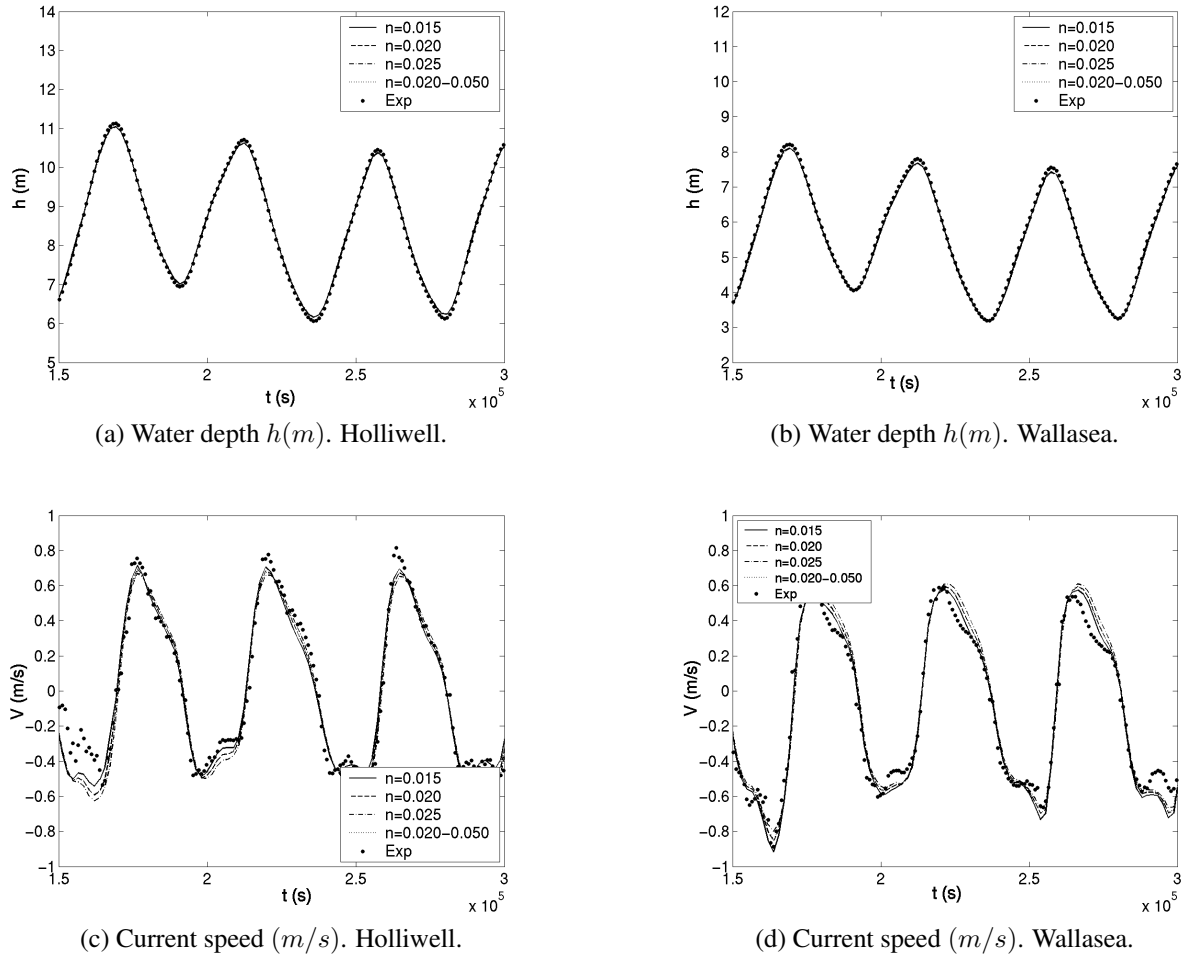 14
13
12
11
10
9
8
7
6
5
h (m)
n=0.015
n=0.020
n=0.025
n=0.020−0.050
Exp
1.5
2
2.5
3
t (s)
x 10^5
(a) Water depth h(m). Holliwell.
12
11
10
9
8
7
6
5
4
3
2
h (m)
n=0.015
n=0.020
n=0.025
n=0.020−0.050
Exp
1.5
2
2.5
3
t (s)
x 10^5
(b) Water depth h(m). Wallasea.
1
0.8
0.6
0.4
0.2
0
−0.2
−0.4
−0.6
−0.8
−1
V (m/s)
n=0.015
n=0.020
n=0.025
n=0.020−0.050
Exp
1.5
2
2.5
3
t (s)
x 10^5
(c) Current speed (m/s). Holliwell.
1
0.8
0.6
0.4
0.2
0
−0.2
−0.4
−0.6
−0.8
−1
V (m/s)
n=0.015
n=0.020
n=0.025
n=0.020−0.050
Exp
1.5
2
2.5
3
t (s)
x 10^5
(d) Current speed (m/s). Wallasea.